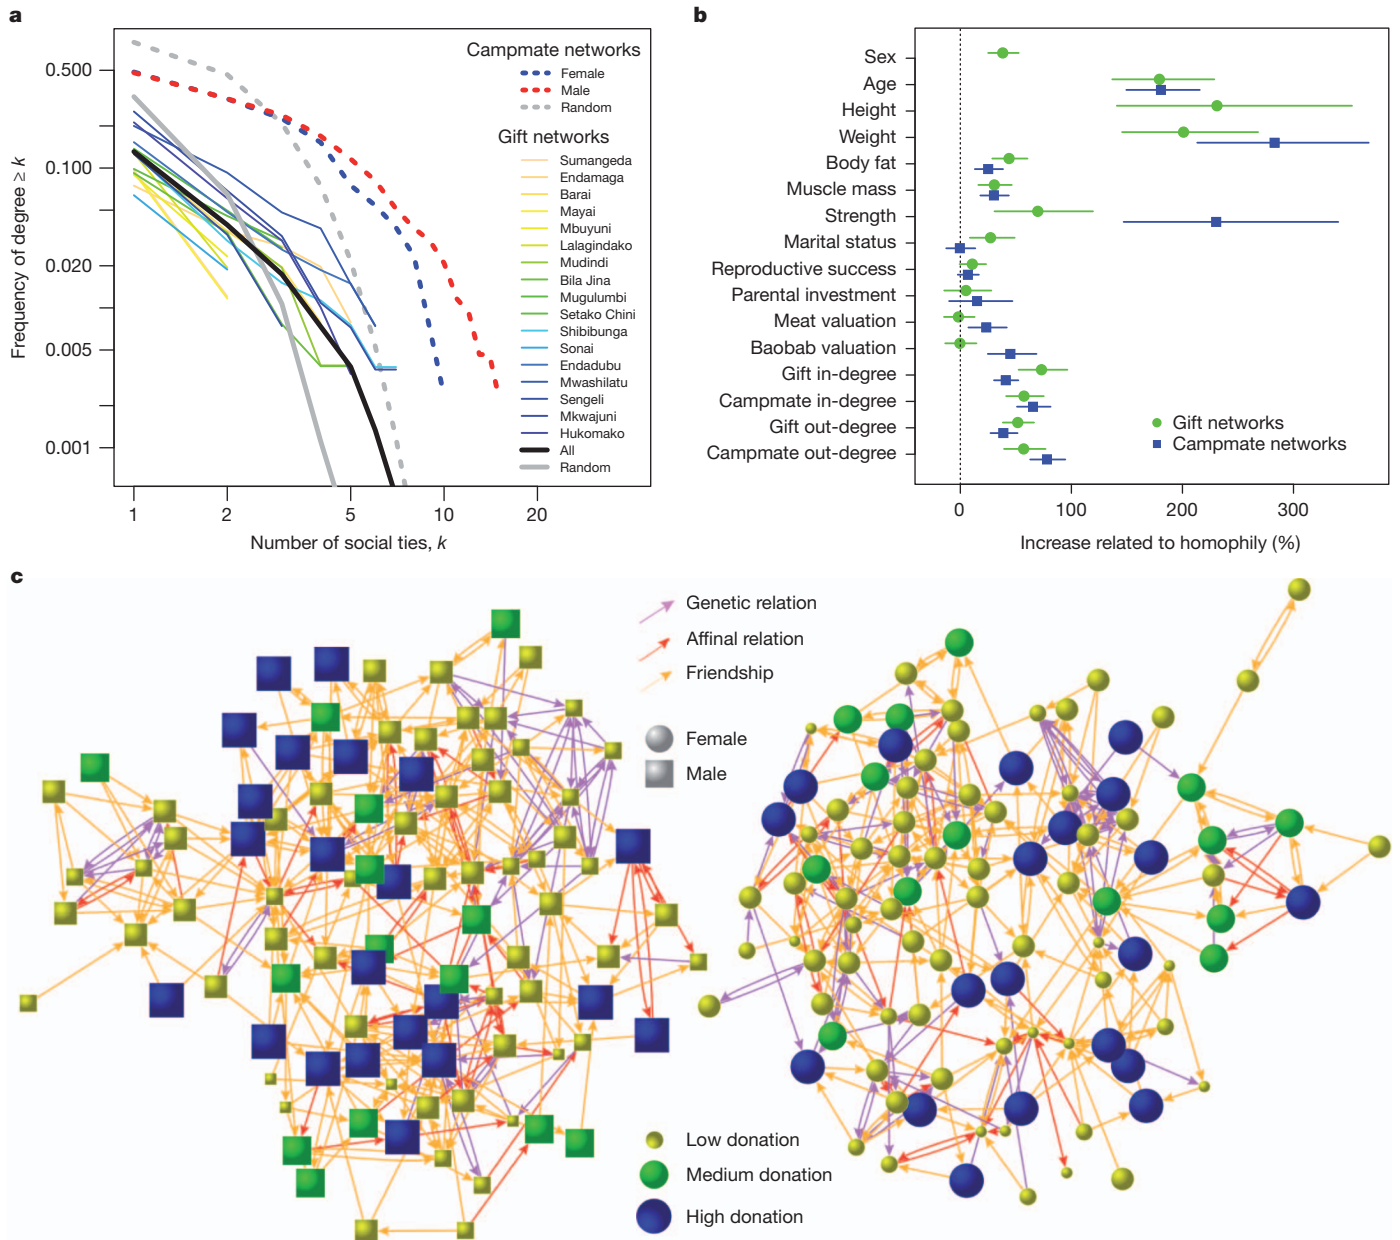 a
Frequency of degree ≥ k
0.500
0.100
0.020
0.005
0.001
1
2
5
10
20
Number of social ties, k
Campmate networks
Female
Male
Random
Gift networks
Sumangeda
Endamaga
Barai
Mayai
Mbuyuni
Lalagindako
Mudindi
Bila Jina
Mugulumbi
Setako Chini
Shibibunga
Sonai
Endadubu
Mwashilatu
Sengeli
Mkwajuni
Hukomako
All
Random
b
Sex
Age
Height
Weight
Body fat
Muscle mass
Strength
Marital status
Reproductive success
Parental investment
Meat valuation
Baobab valuation
Gift in-degree
Campmate in-degree
Gift out-degree
Campmate out-degree
Gift networks
Campmate networks
0
100
200
300
Increase related to homophily (%)
c
Genetic relation
Affinal relation
Friendship
Female
Male
Low donation
Medium donation
High donation